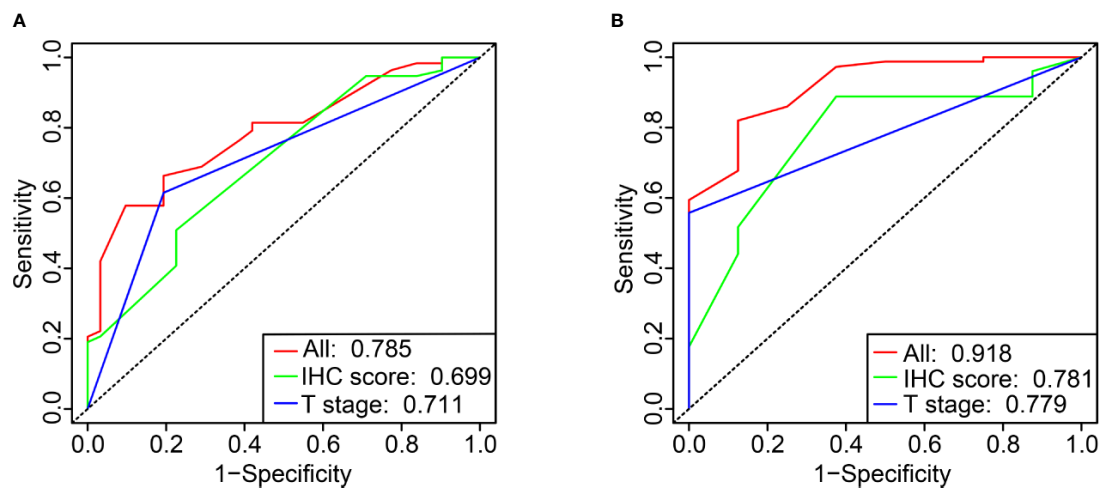 A
Sensitivity
0.0 0.2 0.4 0.6 0.8 1.0
All: 0.785
IHC score: 0.699
T stage: 0.711
0.0 0.2 0.4 0.6 0.8 1.0
1−Specificity
B
Sensitivity
0.0 0.2 0.4 0.6 0.8 1.0
All: 0.918
IHC score: 0.781
T stage: 0.779
0.0 0.2 0.4 0.6 0.8 1.0
1−Specificity